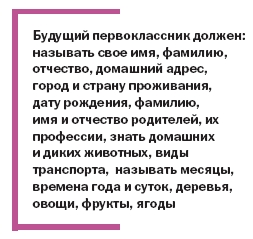 Будущий первоклассник должен:
называть свое имя, фамилию,
отчество, домашний адрес,
город и страну проживания,
дату рождения, фамилию,
имя и отчество родителей, их
профессии, знать домашних
и диких животных, виды
транспорта, называть месяцы,
времена года и суток, деревья,
овощи, фрукты, ягоды